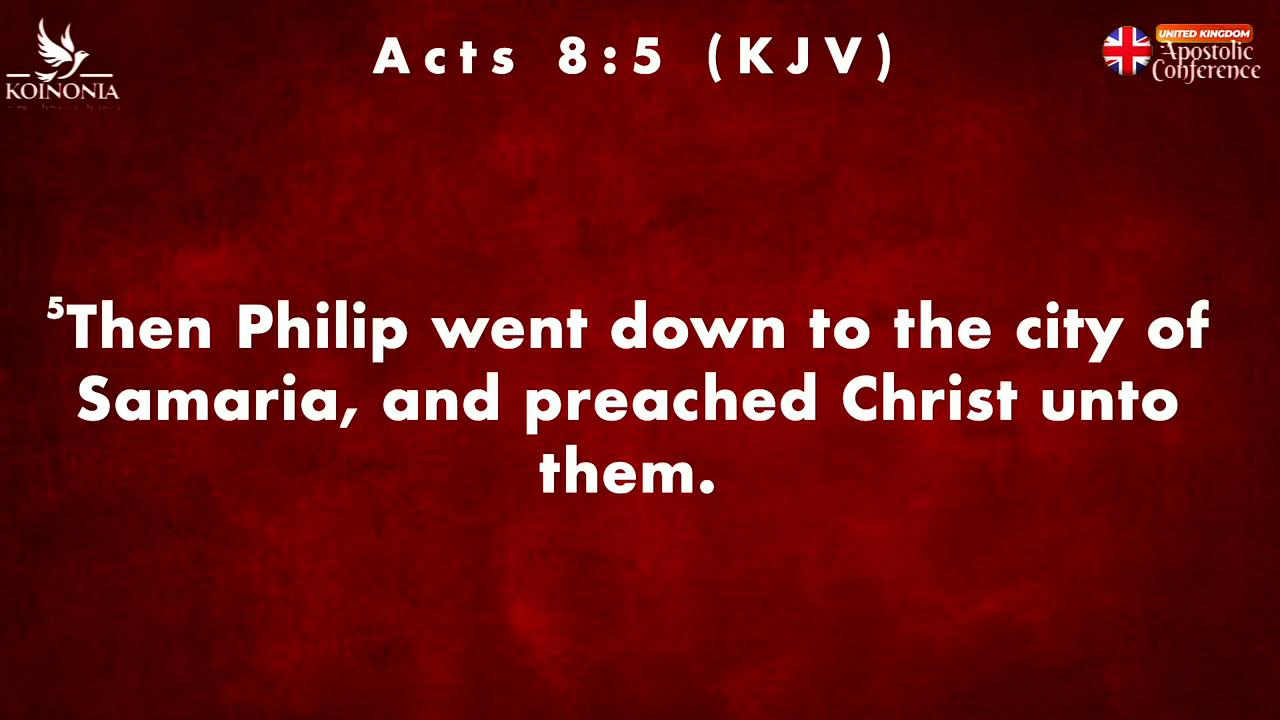 Acts 8:5 (KJV)
KOINONIA
UNITED KINGDOM
Apostolic
Conference
⁵Then Philip went down to the city of
Samaria, and preached Christ unto
them.